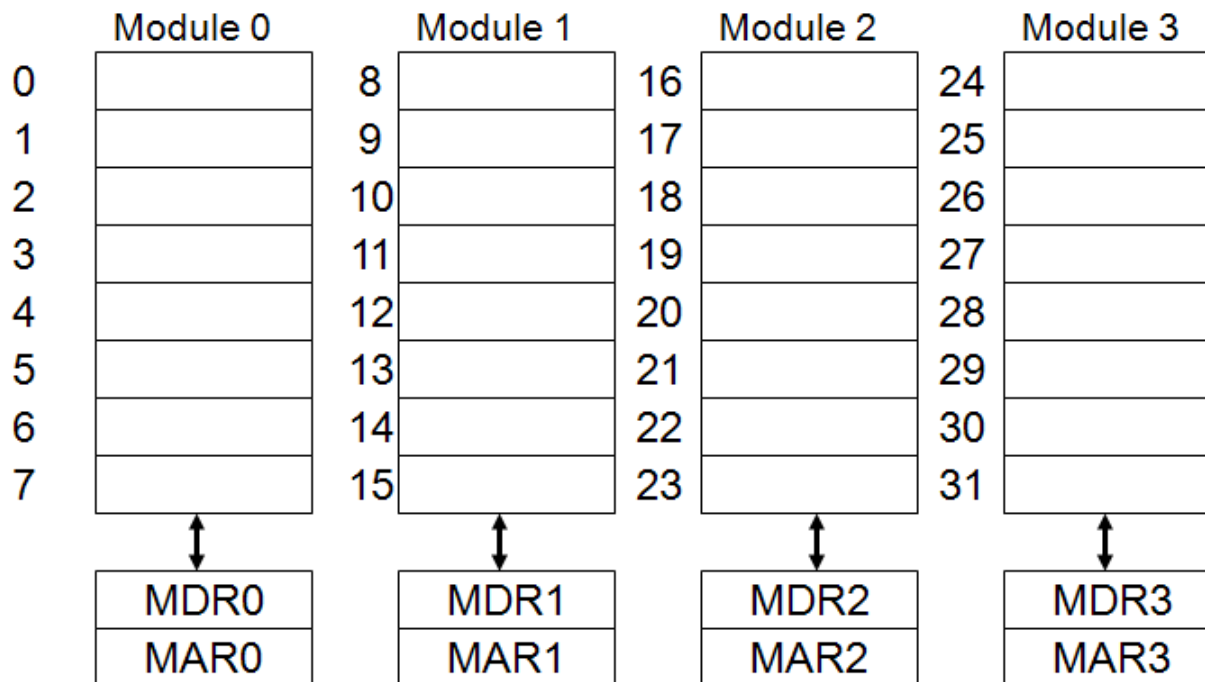 Module 0 Module 1 Module 2 Module 3
0 8 16 24
1 9 17 25
2 10 18 26
3 11 19 27
4 12 20 28
5 13 21 29
6 14 22 30
7 15 23 31
MDR0 MDR1 MDR2 MDR3
MAR0 MAR1 MAR2 MAR3